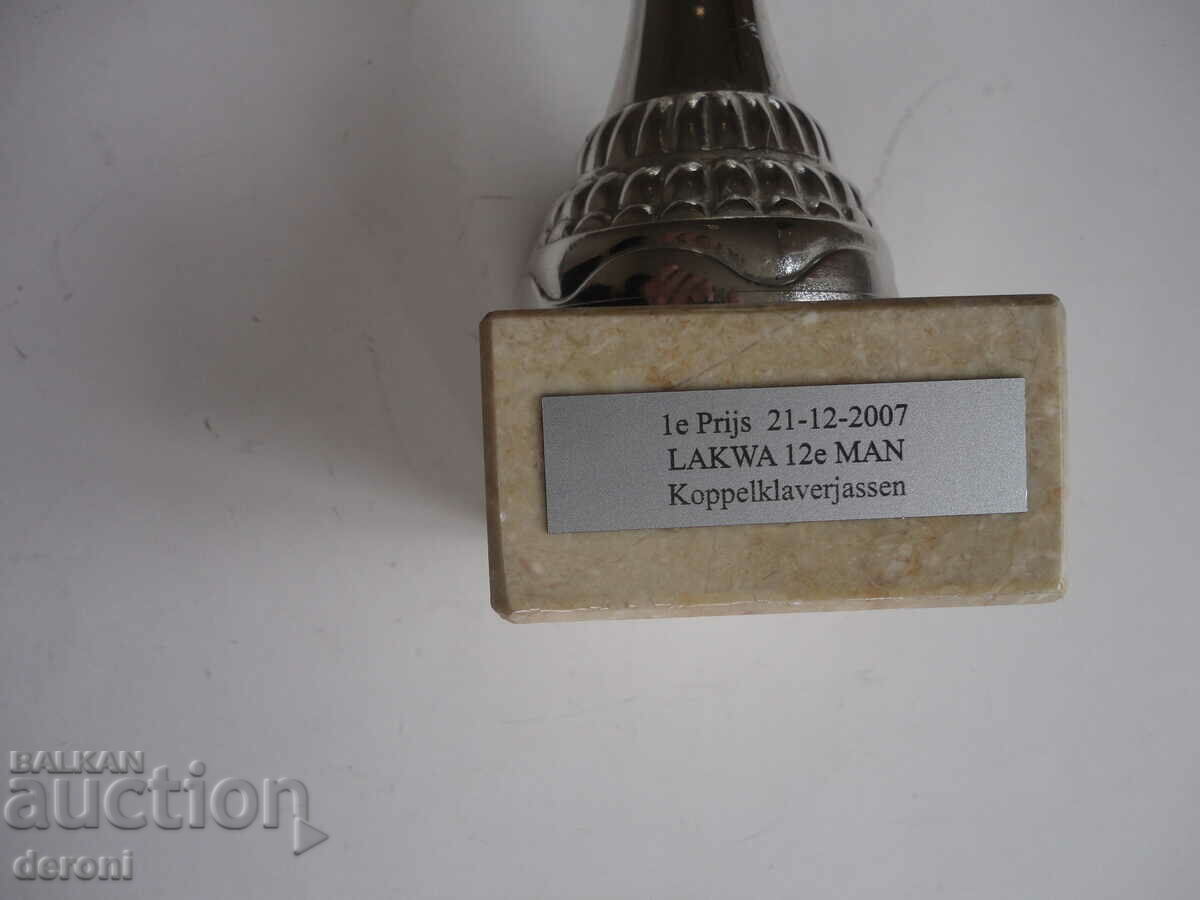 1e Prijs 21-12-2007
LAKWA 12e MAN
Koppelklaverjassen
BALKAN
auction
deroni